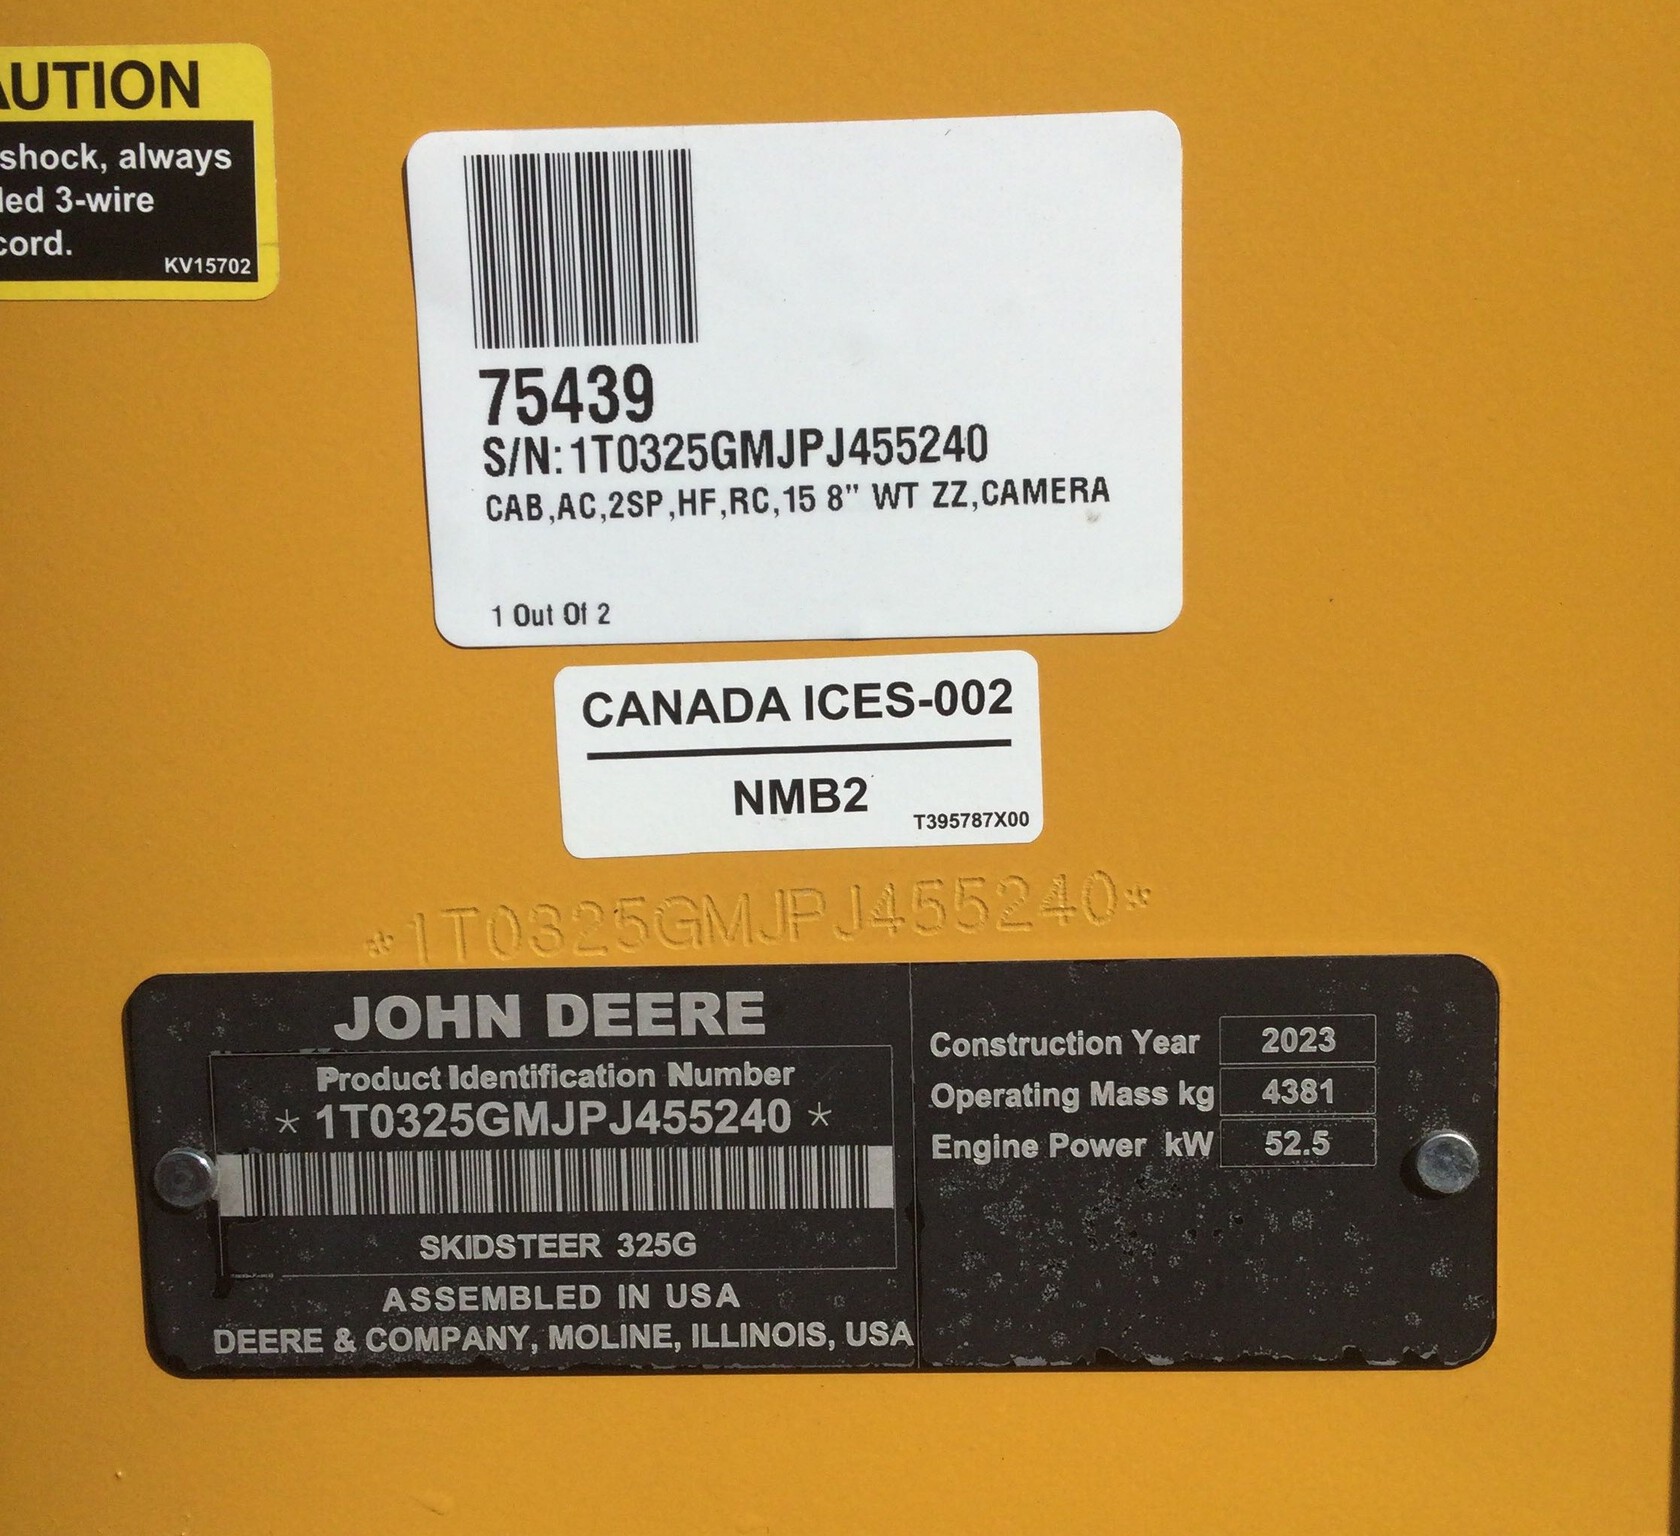 AUTION
shock, always
led 3-wire
cord.
KV15702
75439
S/N:1T0325GMJPJ455240
CAB,AC,2SP,HF,RC,15 8" WT ZZ,CAMERA
1 Out Of 2
CANADA ICES-002
NMB2
T395787X00
*1T0325GMJPJ455240*
JOHN DEERE
Product Identification Number
* 1T0325GMJPJ455240 *
SKIDSTEER 325G
ASSEMBLED IN USA
DEERE & COMPANY, MOLINE, ILLINOIS, USA
Construction Year 2023
Operating Mass kg 4381
Engine Power kW 52.5